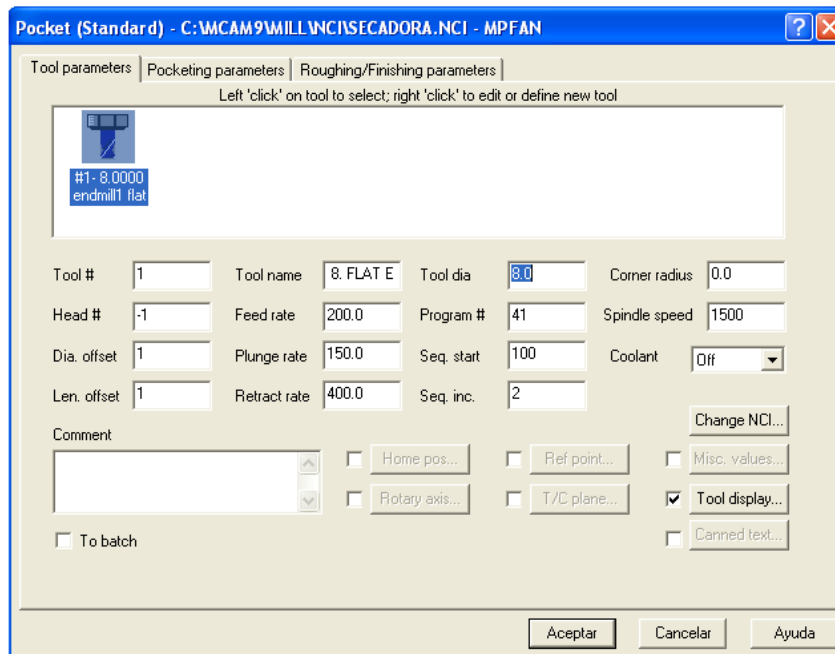 Pocket (Standard) - C:\MCAM9\MILL\NCI\SECADORA.NCI - MPFAN
Tool parameters Pocketing parameters Roughing/Finishing parameters
Left 'click' on tool to select; right 'click' to edit or define new tool
#1- 8.0000
endmill1 flat
Tool # 1 Tool name 8. FLAT E Tool dia 8.0 Corner radius 0.0
Head # -1 Feed rate 200.0 Program # 41 Spindle speed 1500
Dia. offset 1 Plunge rate 150.0 Seq. start 100 Coolant Off
Len. offset 1 Retract rate 400.0 Seq. inc. 2
Change NCI...
Comment
Home pos... Ref point... Misc. values...
Rotary axis... T/C plane... Tool display...
To batch Canned text...
Aceptar Cancelar Ayuda